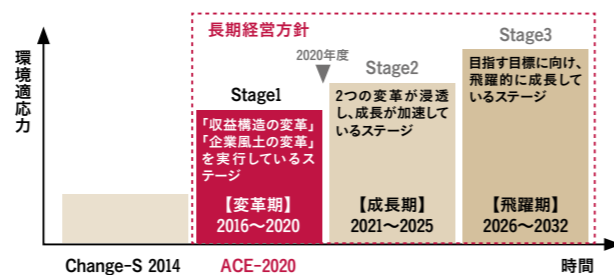 長期経営方針
2020年度
環境適応力
Stage1
「収益構造の変革」
「企業風土の変革」
を実行しているス
テージ
【変革期】
2016〜2020
Stage2
2つの変革が浸透
し、成長が加速して
いるステージ
【成長期】
2021〜2025
Stage3
目指す目標に向け、
飛躍的に成長して
いるステージ
【飛躍期】
2026〜2032
Change-S 2014
ACE-2020
時間